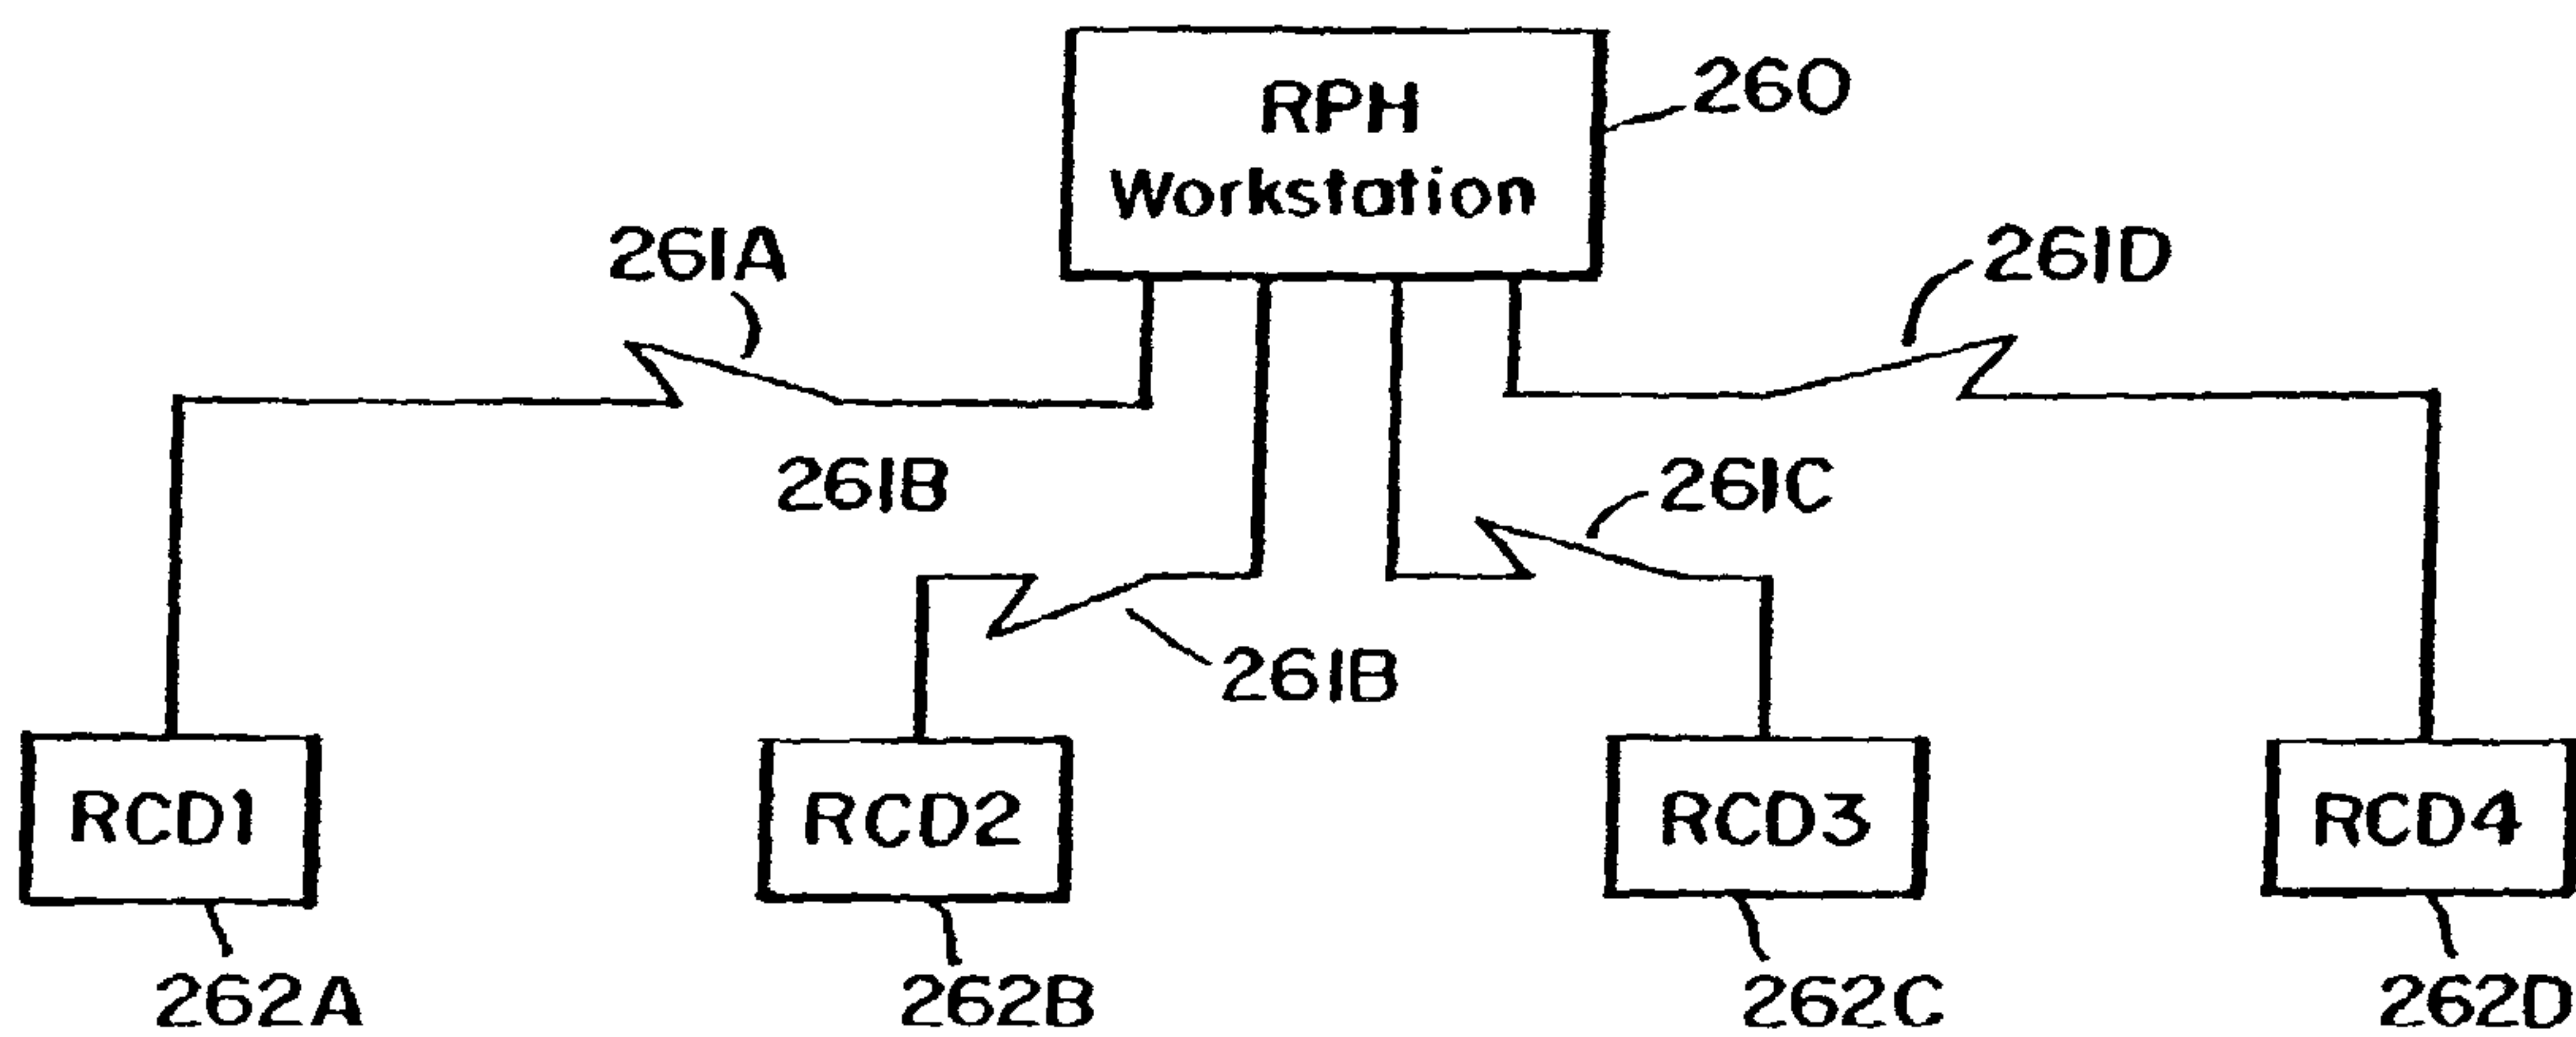 RPH
Workstation
260
261A
261D
261B
261C
261B
RCD1
RCD2
RCD3
RCD4
262A
262B
262C
262D